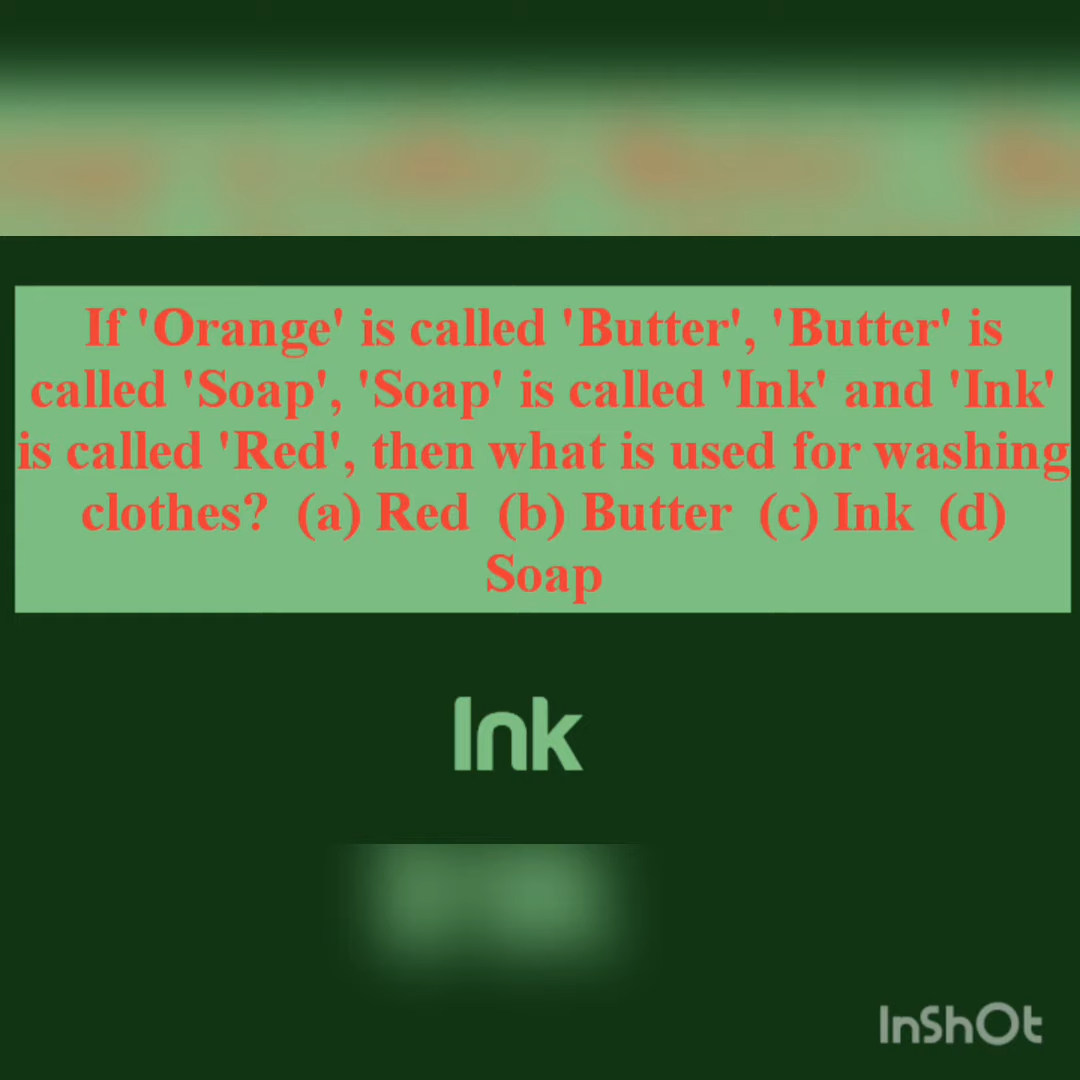 If 'Orange' is called 'Butter', 'Butter' is
called 'Soap', 'Soap' is called 'Ink' and 'Ink'
is called 'Red', then what is used for washing
clothes?  (a) Red  (b) Butter  (c) Ink  (d)
Soap
Ink
InShOt